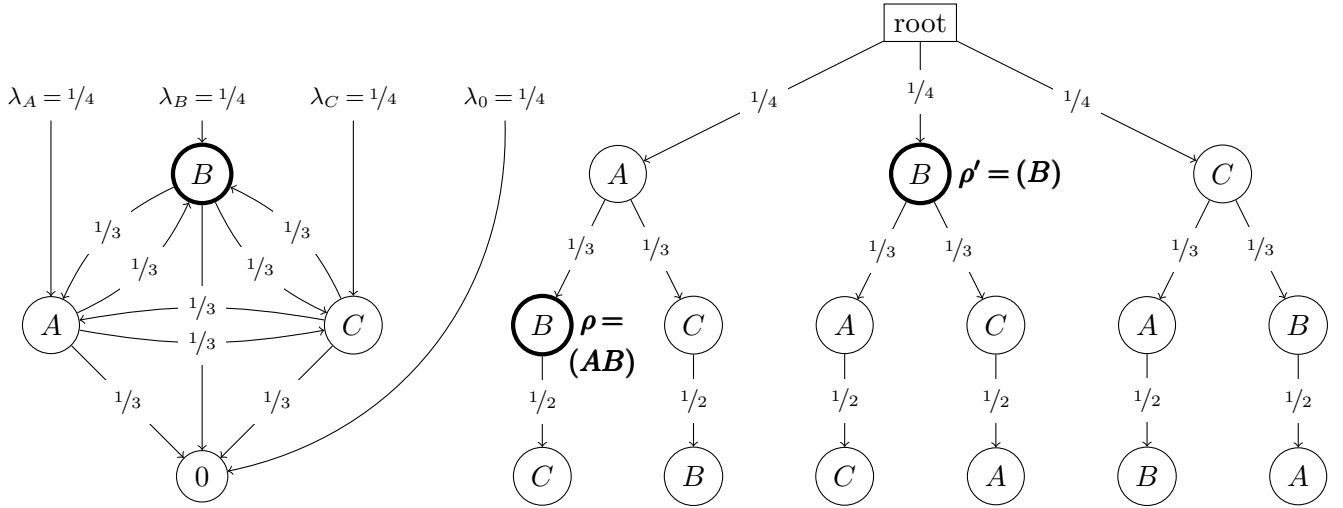 root
λ_A = 1/4 λ_B = 1/4 λ_C = 1/4 λ_0 = 1/4
1/4 1/4 1/4
B A B ρ′ = (B) C
1/3 1/3 1/3 1/3 1/3 1/3 1/3 1/3
1/3 1/3
1/3
A C B ρ = C A C A B
1/3
(AB)
1/3 1/3 1/2 1/2 1/2 1/2 1/2 1/2
0 C B C A B A